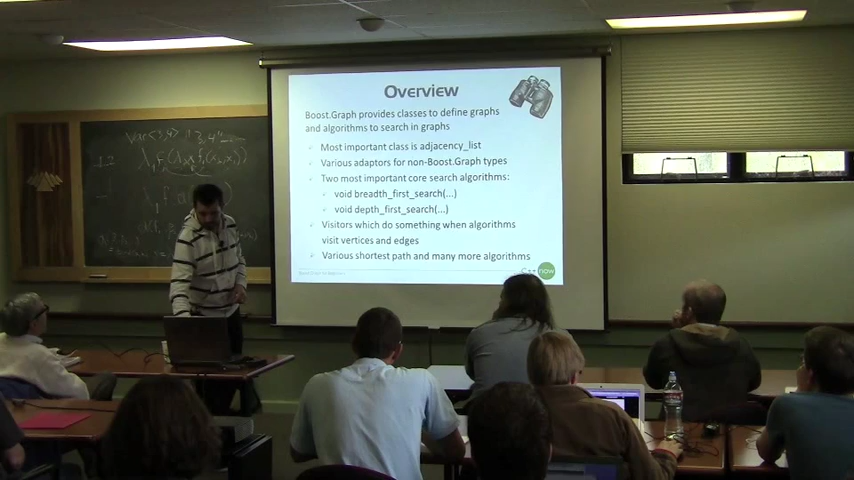 Overview
Boost.Graph provides classes to define graphs
and algorithms to search in graphs
Most important class is adjacency_list
Various adaptors for non-Boost.Graph types
Two most important core search algorithms:
void breadth_first_search(...)
void depth_first_search(...)
Visitors which do something when algorithms
visit vertices and edges
Various shortest path and many more algorithms
C++ now